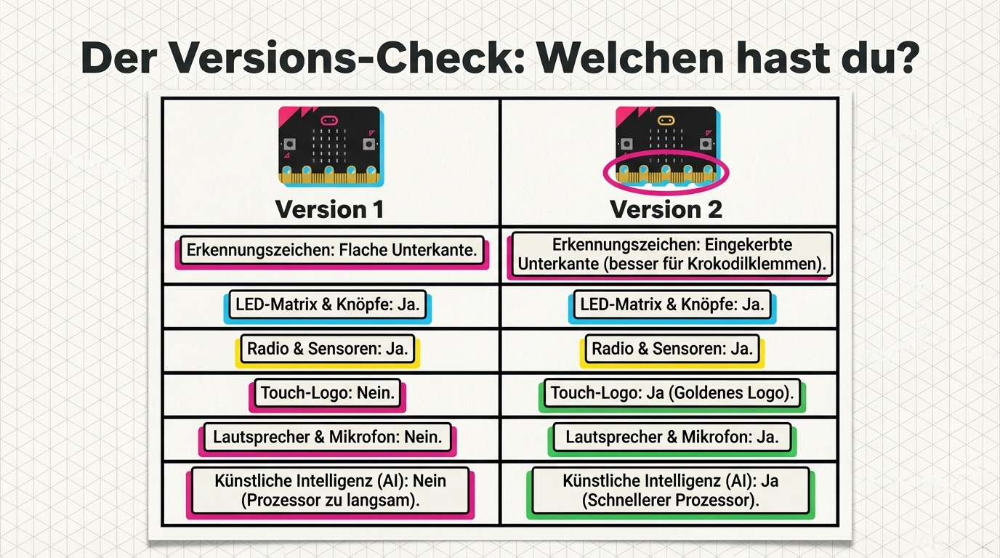 Der Versions-Check: Welchen hast du?
Version 1
Version 2
Erkennungszeichen: Flache Unterkante.
Erkennungszeichen: Eingekerbte
Unterkante (besser für Krokodilklemmen).
LED-Matrix & Knöpfe: Ja.
LED-Matrix & Knöpfe: Ja.
Radio & Sensoren: Ja.
Radio & Sensoren: Ja.
Touch-Logo: Nein.
Touch-Logo: Ja (Goldenes Logo).
Lautsprecher & Mikrofon: Nein.
Lautsprecher & Mikrofon: Ja.
Künstliche Intelligenz (AI): Nein
(Prozessor zu langsam).
Künstliche Intelligenz (AI): Ja
(Schnellerer Prozessor).